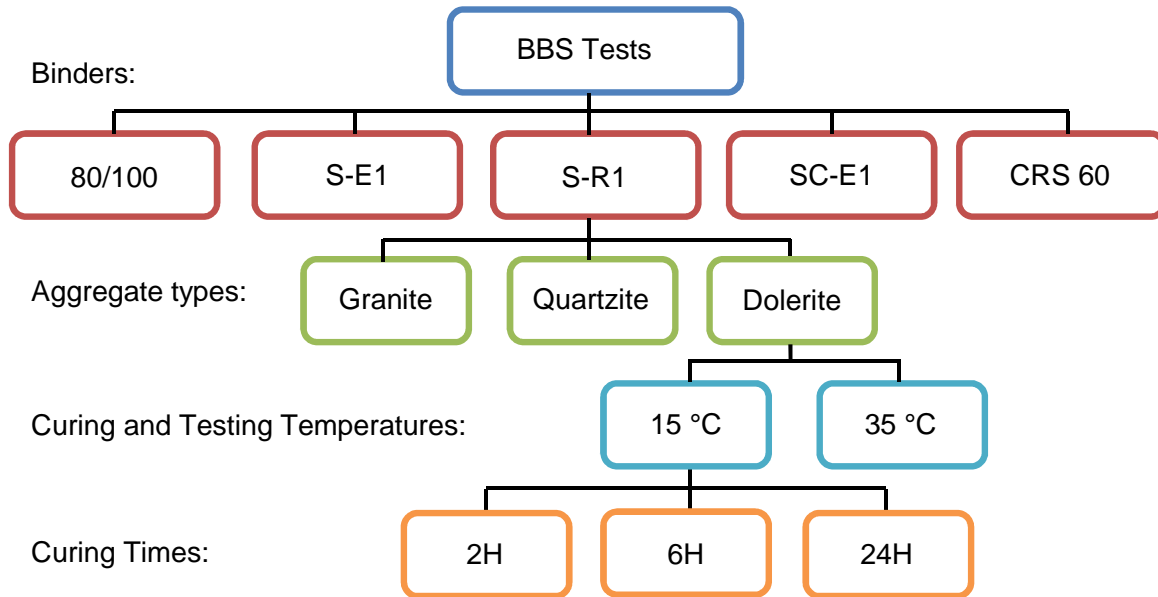 BBS Tests
Binders:
80/100 S-E1 S-R1 SC-E1 CRS 60
Aggregate types: Granite Quartzite Dolerite
Curing and Testing Temperatures: 15 °C 35 °C
Curing Times: 2H 6H 24H